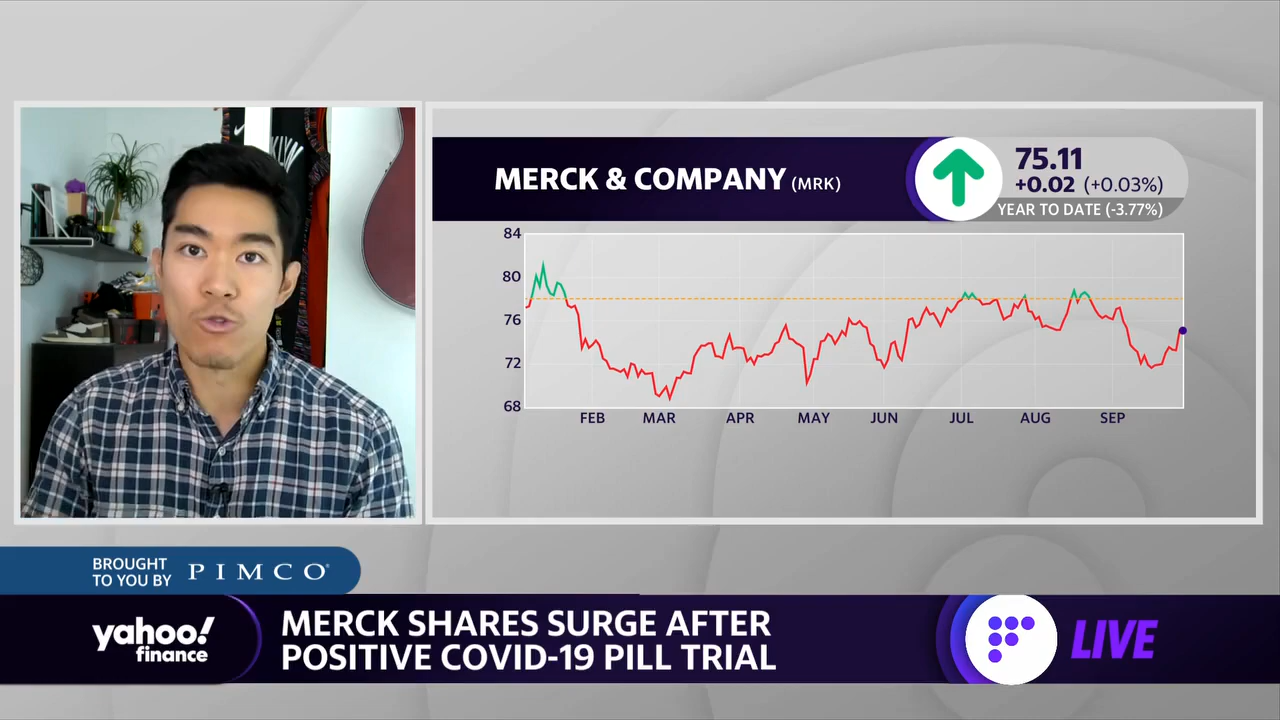 KLYN
MERCK & COMPANY (MRK)
75.11
+0.02 (+0.03%)
YEAR TO DATE (-3.77%)
84
80
76
72
68
FEB MAR APR MAY JUN JUL AUG SEP
BROUGHT
TO YOU BY
PIMCO®
yahoo!
finance
MERCK SHARES SURGE AFTER
POSITIVE COVID-19 PILL TRIAL
LIVE